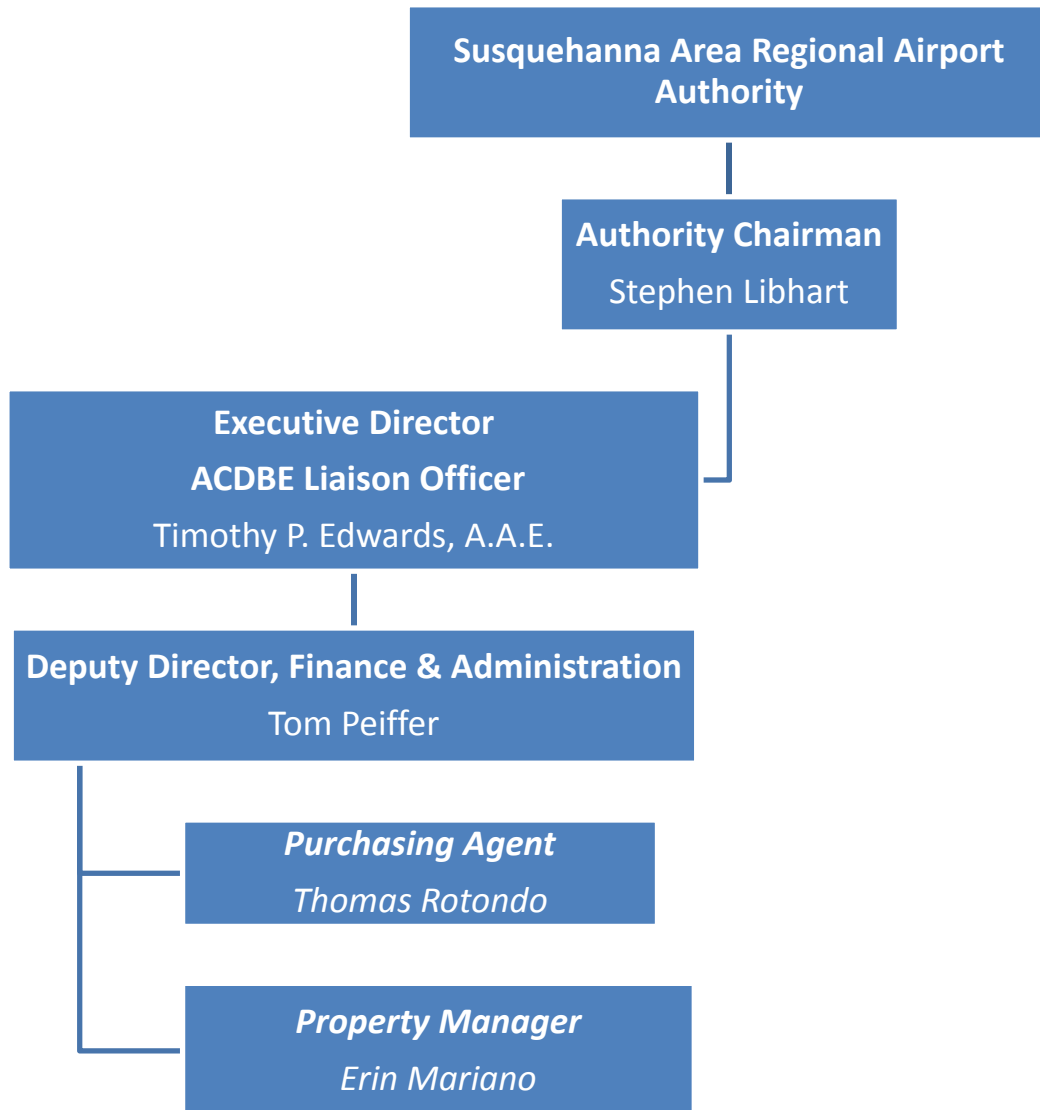 Susquehanna Area Regional Airport
Authority
Authority Chairman
Stephen Libhart
Executive Director
ACDBE Liaison Officer
Timothy P. Edwards, A.A.E.
Deputy Director, Finance & Administration
Tom Peiffer
Purchasing Agent
Thomas Rotondo
Property Manager
Erin Mariano